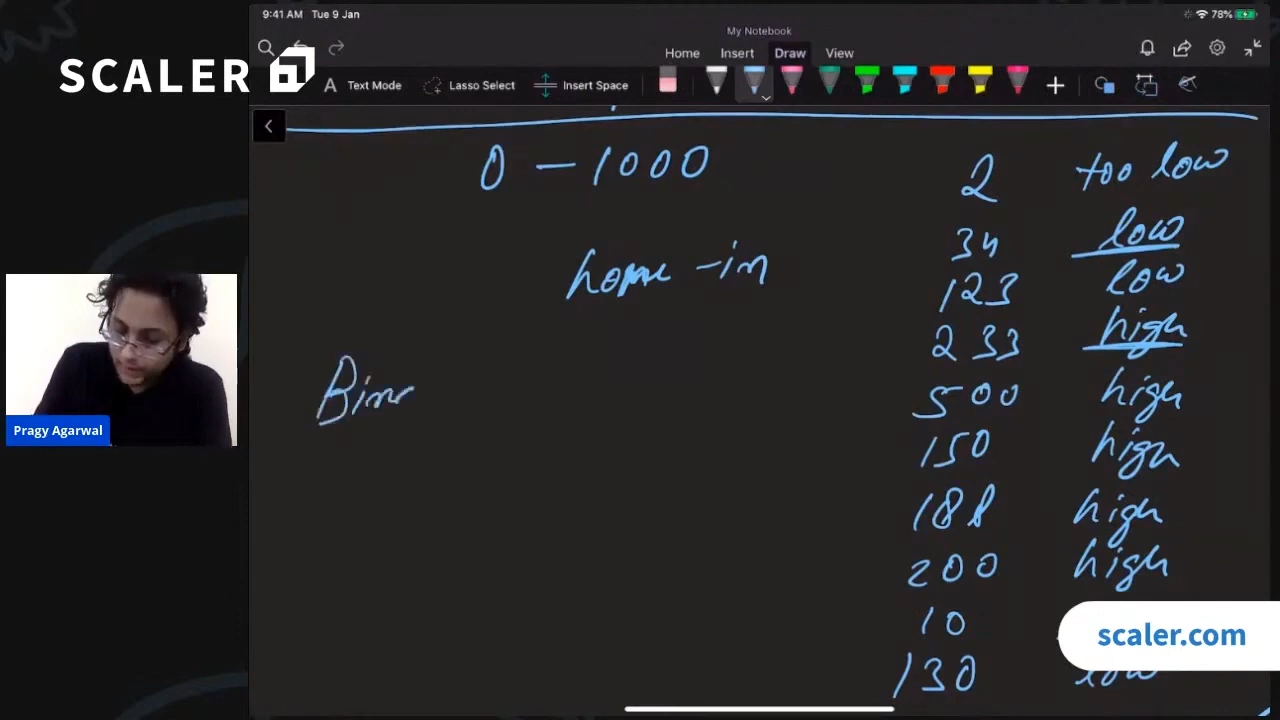 9:41 AM Tue 9 Jan
78%
My Notebook
SCALER
Home Insert Draw View
Text Mode Lasso Select Insert Space
0 - 1000
2 too low
34 low
home-in
123 low
233 high
Bina
500 high
150 high
Pragy Agarwal
188 high
200 high
10
scaler.com
130 low